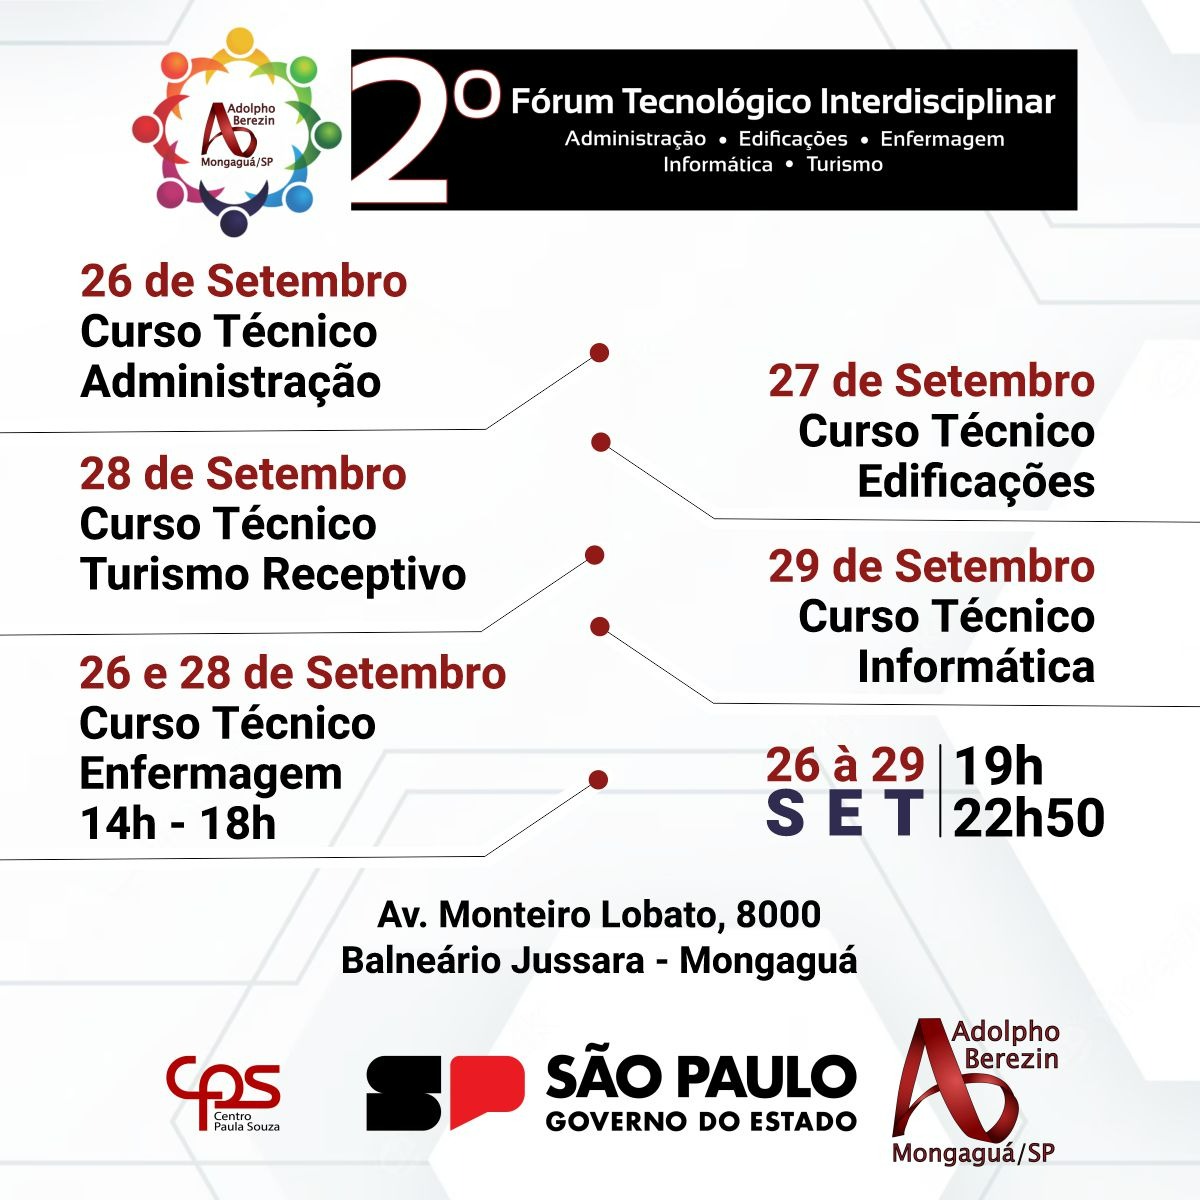 Adolpho
Berezin
Mongaguá/SP
2º Fórum Tecnológico Interdisciplinar
Administração • Edificações • Enfermagem
Informática • Turismo
26 de Setembro
Curso Técnico
Administração
27 de Setembro
Curso Técnico
Edificações
28 de Setembro
Curso Técnico
Turismo Receptivo
29 de Setembro
Curso Técnico
Informática
26 e 28 de Setembro
Curso Técnico
Enfermagem
14h - 18h
26 à 29
SET
19h
22h50
Av. Monteiro Lobato, 8000
Balneário Jussara - Mongaguá
cps
Centro
Paula Souza
SP
SÃO PAULO
GOVERNO DO ESTADO
Adolpho
Berezin
Mongaguá/SP